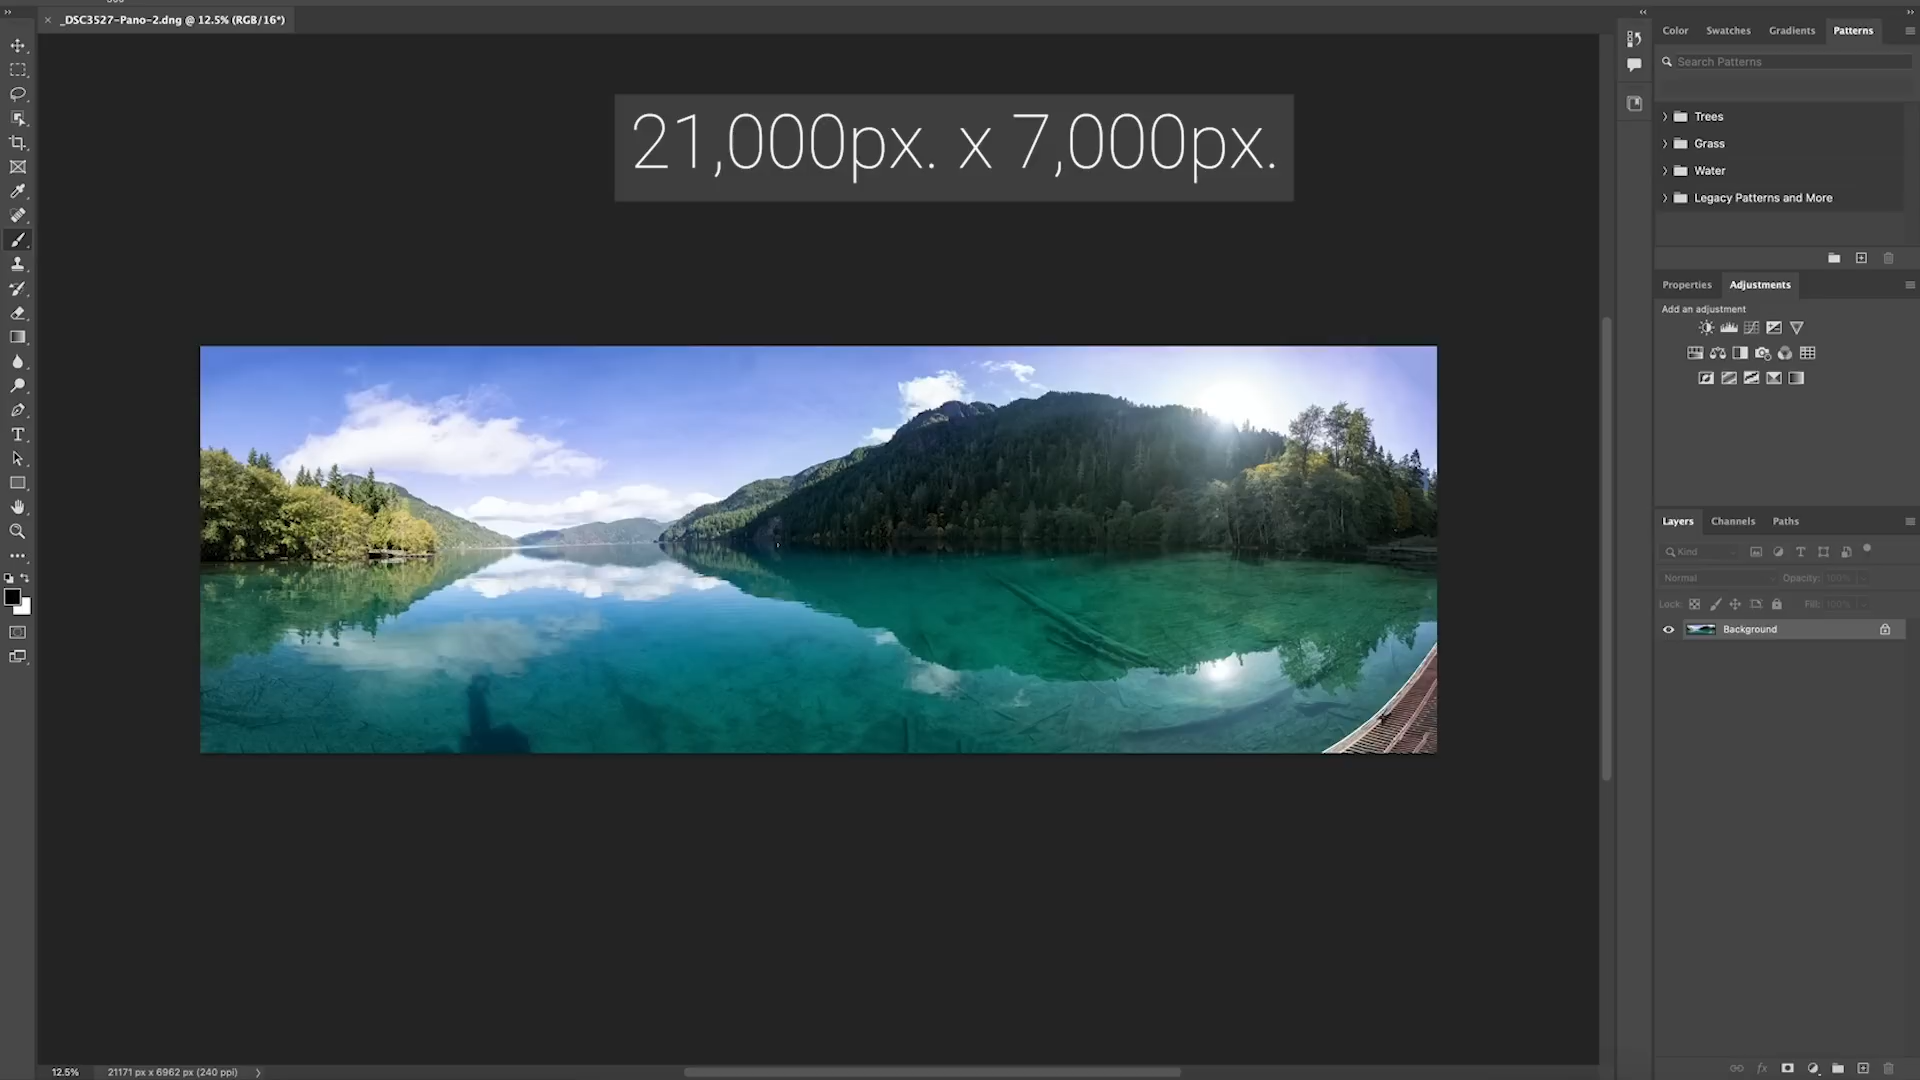 _DSC3527-Pano-2.dng @ 12.5% (RGB/16*)
21,000px. x 7,000px.
Color Swatches Gradients Patterns
Search Patterns
Trees
Grass
Water
Legacy Patterns and More
Properties Adjustments
Add an adjustment
Layers Channels Paths
Kind
Normal Opacity: 100%
Lock: Fill: 100%
Background
12.5% 21171 px x 6962 px (240 ppi)